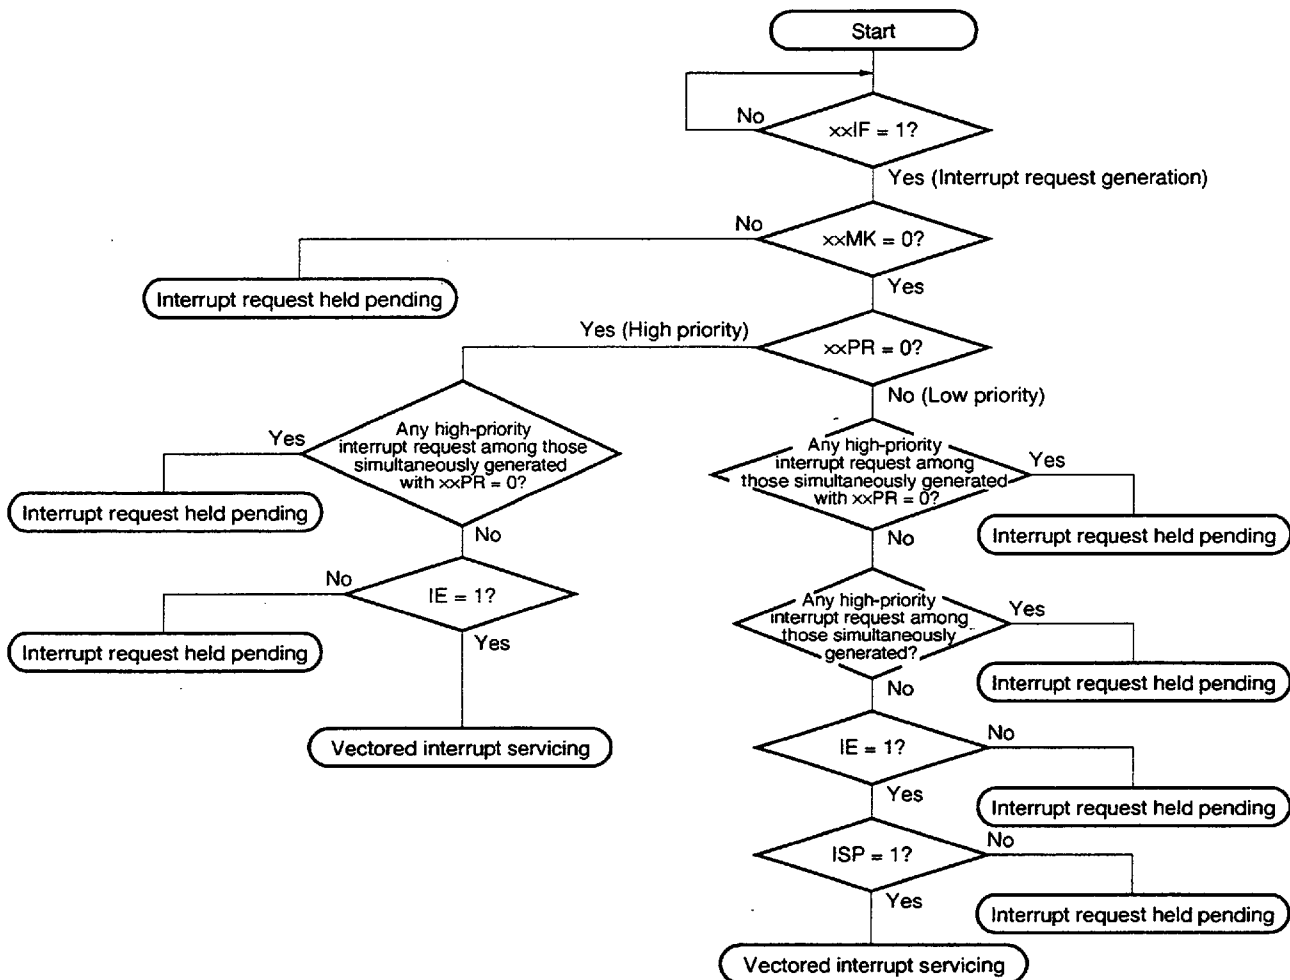 Start
No
××IF = 1?
Yes (Interrupt request generation)
No
××MK = 0?
Interrupt request held pending
Yes
Yes (High priority)
××PR = 0?
No (Low priority)
Yes
Any high-priority
interrupt request among those
simultaneously generated
with ××PR = 0?
Any high-priority
interrupt request among
those simultaneously generated
with ××PR = 0?
Yes
Interrupt request held pending
Interrupt request held pending
No
No
No
IE = 1?
Any high-priority
interrupt request among
those simultaneously
generated?
Yes
Interrupt request held pending
Yes
Interrupt request held pending
No
Vectored interrupt servicing
IE = 1?
No
Yes
Interrupt request held pending
ISP = 1?
No
Yes
Interrupt request held pending
Vectored interrupt servicing